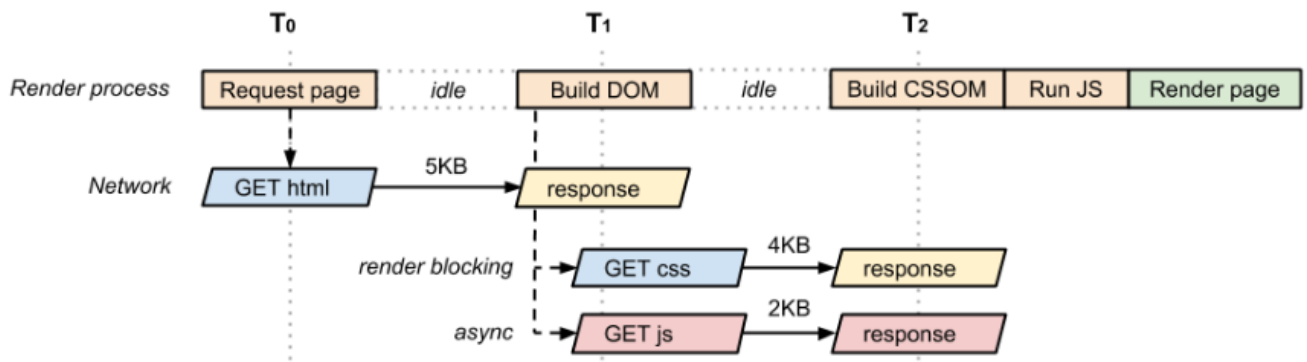 T0 T1 T2
Render process Request page idle Build DOM idle Build CSSOM Run JS Render page
5KB
Network GET html response
4KB
render blocking GET css response
2KB
async GET js response